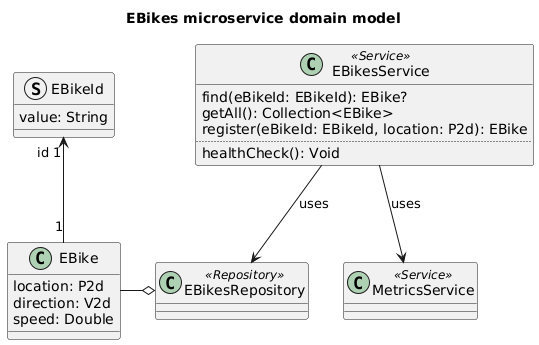 EBikes microservice domain model
«Service»
C EBikesService
find(eBikeId: EBikeId): EBike?
getAll(): Collection<EBike>
register(eBikeId: EBikeId, location: P2d): EBike
healthCheck(): Void
S EBikeId
value: String
id 1
1
uses
uses
C EBike
location: P2d
direction: V2d
speed: Double
«Repository»
C EBikesRepository
«Service»
C MetricsService